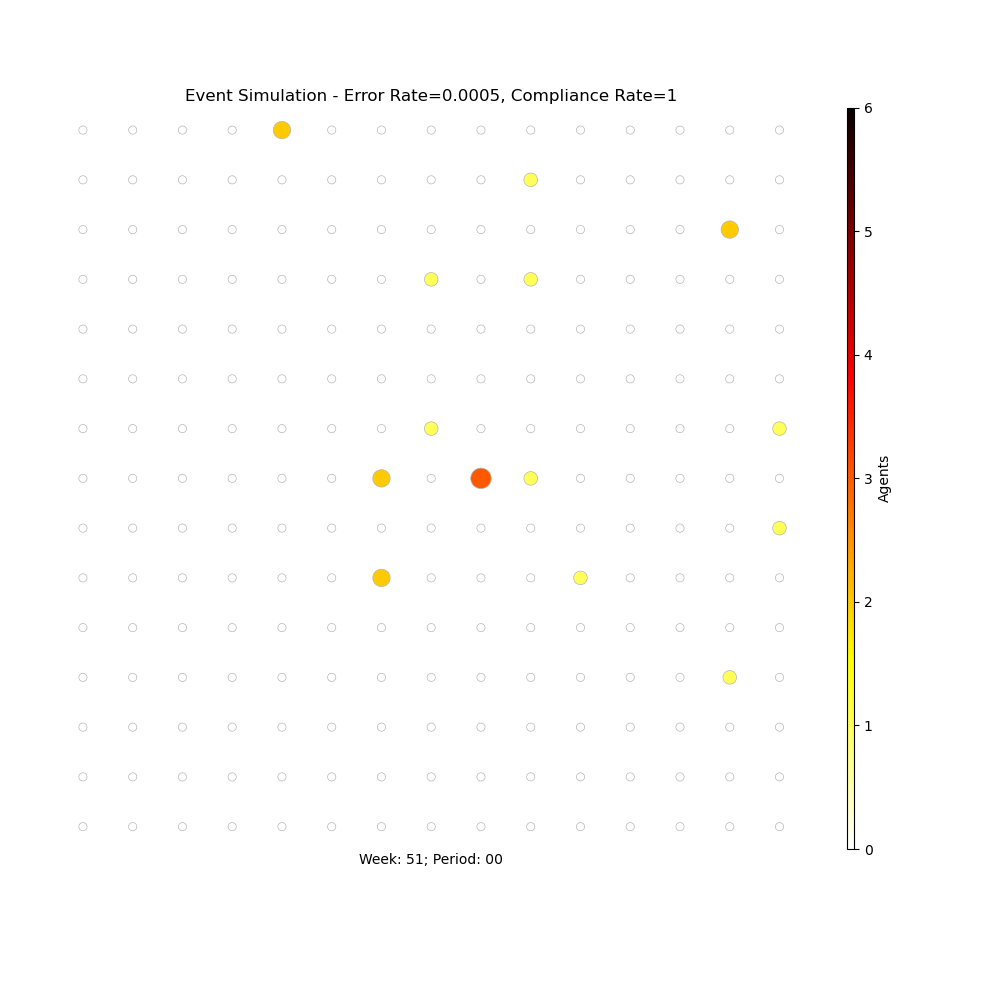 Event Simulation - Error Rate=0.0005, Compliance Rate=1
6
5
4
3
2
1
0
Agents
Week: 51; Period: 00